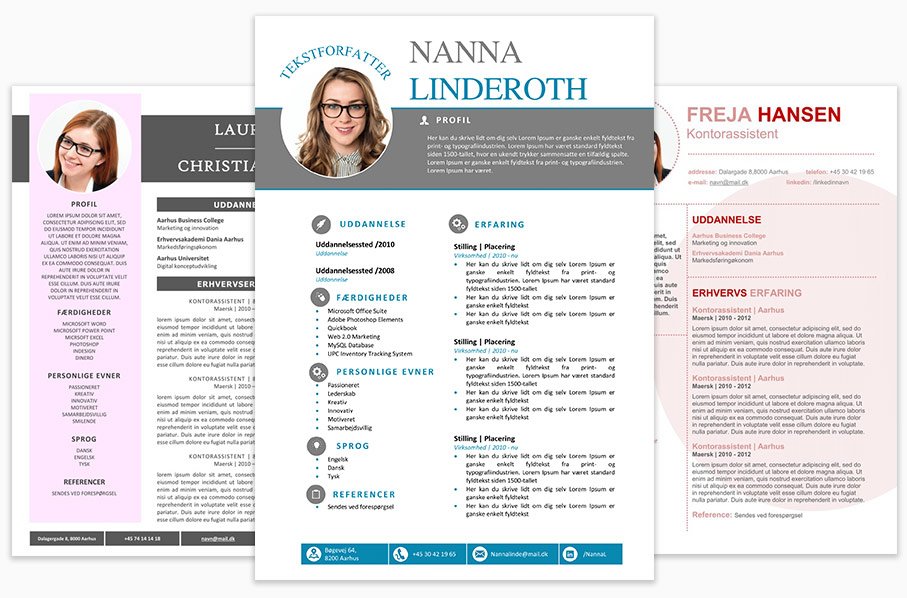 LAUR
CHRISTIA
PROFIL
LOREM IPSUM DOLOR SIT AMET,
CONSECTETUR ADIPISCING ELIT, SED
DO EIUSMOD TEMPOR INCIDIDUNT
UT LABORE ET DOLORE MAGNA
ALIQUA. UT ENIM AD MINIM VENIAM,
QUIS NOSTRUD EXERCITATION
ULLAMCO LABORIS NISI UT ALIQUIP
EX EA COMMODO CONSEQUAT. DUIS
AUTE IRURE DOLOR IN
REPREHENDERIT IN VOLUPTATE VELIT
ESSE CILLUM. DUIS AUTE IRURE
DOLOR IN REPREHENDERIT IN
VOLUPTATE VELIT ESSE CILLUM.
FÆRDIGHEDER
MICROSOFT WORD
MICROSOFT POWER POINT
MICRSOFT EXCEL
PHOTOSHOP
INDESIGN
DINERO
PERSONLIGE EVNER
PASSIONERET
KREATIV
INNOVATIV
MOTIVERET
SAMARBEJDSVILLIG
SMILENDE
SPROG
DANSK
ENGELSK
TYSK
REFERENCER
SENDES VED FORESPØRGSEL
UDDANNE
Aarhus Business College
Marketing og innovation
Erhvervsakademi Dania Aarhus
Markedsføringsøkonom
Aarhus Universitet
Digital konceptudvikling
ERHVERVSER
KONTORASSISTENT | 
Maersk | 2010 –
lorem ipsum dolor sit amet, consectetu
eiusmod tempor incididunt ut labore et
enim ad minim veniam, quis nostrud ex
nisi ut aliquip ex ea commodo consequ
in reprehenderit in voluptate velit esse c
nulla pariatur. Duis aute irure dolor in re
KONTORASSISTENT | 
Maersk | 2010 –
lorem ipsum dolor sit amet, consectetu
eiusmod tempor incididunt ut labore et
enim ad minim veniam, quis nostrud ex
nisi ut aliquip ex ea commodo consequ
in reprehenderit in voluptate velit esse c
nulla pariatur. Duis aute irure dolor in re
KONTORASSISTENT | 
Maersk | 2010 –
lorem ipsum dolor sit amet, consectetu
eiusmod tempor incididunt ut labore et
enim ad minim veniam, quis nostrud ex
nisi ut aliquip ex ea commodo consequ
in reprehenderit in voluptate velit
esse cillum dolore eu fugiat nulla paria
Dalagergade 8, 8000 Aarhus
+45 74 14 14 18
navn@mail.dk
TEKSTFORFATTER
NANNA
LINDEROTH
PROFIL
Her kan du skrive lidt om dig selv Lorem Ipsum er ganske enkelt fyldtekst fra
print- og typografiindustrien. Lorem Ipsum har været standard fyldtekst
siden 1500-tallet, hvor en ukendt trykker sammensatte en tilfældig spalte.
Lorem Ipsum er ganske enkelt fyldtekst fra print- og typografiindustrien.
Lorem Ipsum har været.
UDDANNELSE
Uddannelsessted /2010
Uddannelse
Uddannelsessted /2008
Uddannelse
FÆRDIGHEDER
Microsoft Office Suite
Adobe Photoshop Elements
Quickbook
Web 2.0 Marketing
MySQL Database
UPC Inventory Tracking System
PERSONLIGE EVNER
Passioneret
Lederskab
Kreativ
Innovativ
Motiveret
Samarbejdsvillig
SPROG
Engelsk
Dansk
Tysk
REFERENCER
Sendes ved forespørgsel
ERFARING
Stilling | Placering
Virksomhed | 2010 - nu
Her kan du skrive lidt om dig selv Lorem Ipsum er
ganske enkelt fyldtekst fra print- og
typografiindustrien. Lorem Ipsum har været standard
fyldtekst siden 1500-tallet
Her kan du skrive lidt om dig selv Lorem Ipsum er
ganske enkelt fyldtekst
Her kan du skrive lidt om dig selv Lorem Ipsum er
ganske enkelt fyldtekst
Stilling | Placering
Virksomhed | 2010 - nu
Her kan du skrive lidt om dig selv Lorem Ipsum er
ganske enkelt fyldtekst fra print- og
typografiindustrien. Lorem Ipsum har været standard
fyldtekst siden 1500-tallet
Her kan du skrive lidt om dig selv Lorem Ipsum er
ganske enkelt fyldtekst
Her kan du skrive lidt om dig selv Lorem Ipsum er
ganske enkelt fyldtekst
Stilling | Placering
Virksomhed | 2010 - nu
Her kan du skrive lidt om dig selv Lorem Ipsum er
ganske enkelt fyldtekst fra print- og
typografiindustrien. Lorem Ipsum har været standard
fyldtekst siden 1500-tallet
Her kan du skrive lidt om dig selv Lorem Ipsum er
ganske enkelt fyldtekst
Her kan du skrive lidt om dig selv Lorem Ipsum er
ganske enkelt fyldtekst
Bøgevej 64,
8200 Aarhus
+45 30 42 19 65
Nannalinde@mail.dk
/NannaL
FREJA HANSEN
Kontorassistent
addresse: Dalargade 8,8000 Aarhus telefon: +45 30 42 19 65
e-mail: navn@mail.dk linkedin: /linkedinnavn
UDDANNELSE
Aarhus Business College
Marketing og innovation
Erhvervsakademi Dania Aarhus
Markedsføringsøkonom
ERHVERVS ERFARING
Kontorassistent | Aarhus
Maersk | 2010 - 2012
Lorem ipsum dolor sit amet, consectetur adipiscing elit, sed do
eiusmod tempor incididunt ut labore et dolore magna aliqua. Ut
enim ad minim veniam, quis nostrud exercitation ullamco laboris
nisi ut aliquip ex ea commodo consequat. Duis aute irure dolor
in reprehenderit in voluptate velit esse cillum dolore eu fugiat
nulla pariatur. Duis aute irure dolor in reprehenderit in voluptate.
Kontorassistent | Aarhus
Maersk | 2010 - 2012
Lorem ipsum dolor sit amet, consectetur adipiscing elit, sed do
eiusmod tempor incididunt ut labore et dolore magna aliqua. Ut
enim ad minim veniam, quis nostrud exercitation ullamco laboris
nisi ut aliquip ex ea commodo consequat. Duis aute irure dolor
in reprehenderit in voluptate velit esse cillum dolore eu fugiat
nulla pariatur. Duis aute irure dolor in reprehenderit in voluptate.
Kontorassistent | Aarhus
Maersk | 2010 - 2012
Lorem ipsum dolor sit amet, consectetur adipiscing elit, sed do
eiusmod tempor incididunt ut labore et dolore magna aliqua. Ut
enim ad minim veniam, quis nostrud exercitation ullamco laboris
nisi ut aliquip ex ea commodo consequat. Duis aute irure dolor
in reprehenderit in voluptate velit esse cillum dolore eu fugiat
nulla pariatur. Duis aute irure dolor in reprehenderit in voluptate.
Reference: Sendes ved forespørgsel